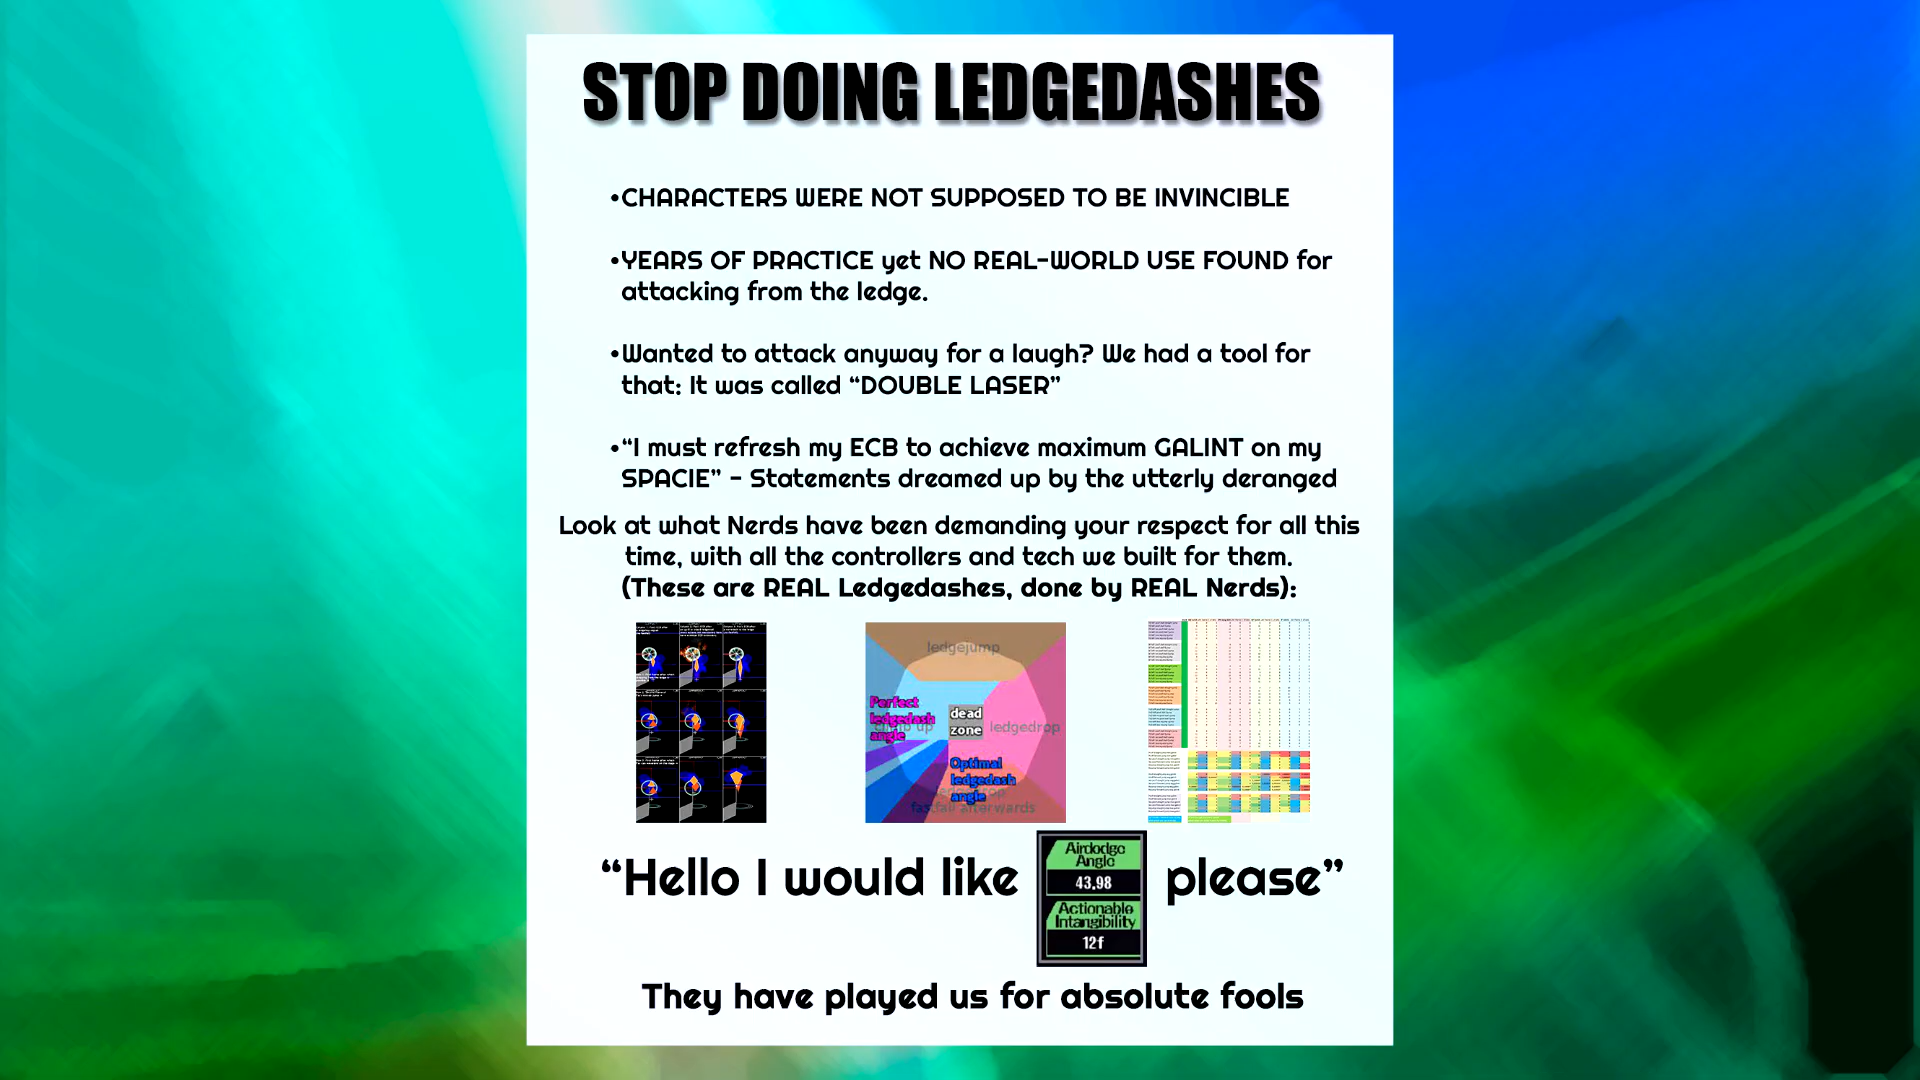 STOP DOING LEDGEDASHES
•CHARACTERS WERE NOT SUPPOSED TO BE INVINCIBLE
•YEARS OF PRACTICE yet NO REAL-WORLD USE FOUND for
attacking from the ledge.
•Wanted to attack anyway for a laugh? We had a tool for
that: It was called “DOUBLE LASER”
•“I must refresh my ECB to achieve maximum GALINT on my
SPACIE” - Statements dreamed up by the utterly deranged
Look at what Nerds have been demanding your respect for all this
time, with all the controllers and tech we built for them.
(These are REAL Ledgedashes, done by REAL Nerds):
ledgejump
Perfect
ledgedash
angle
climb up
dead
zone
ledgedrop
Optimal
ledgedash
angle
ledgedrop
fastfall afterwards
“Hello I would like
Airdodge
Angle
43.98
Actionable
Intangibility
12f
please”
They have played us for absolute fools